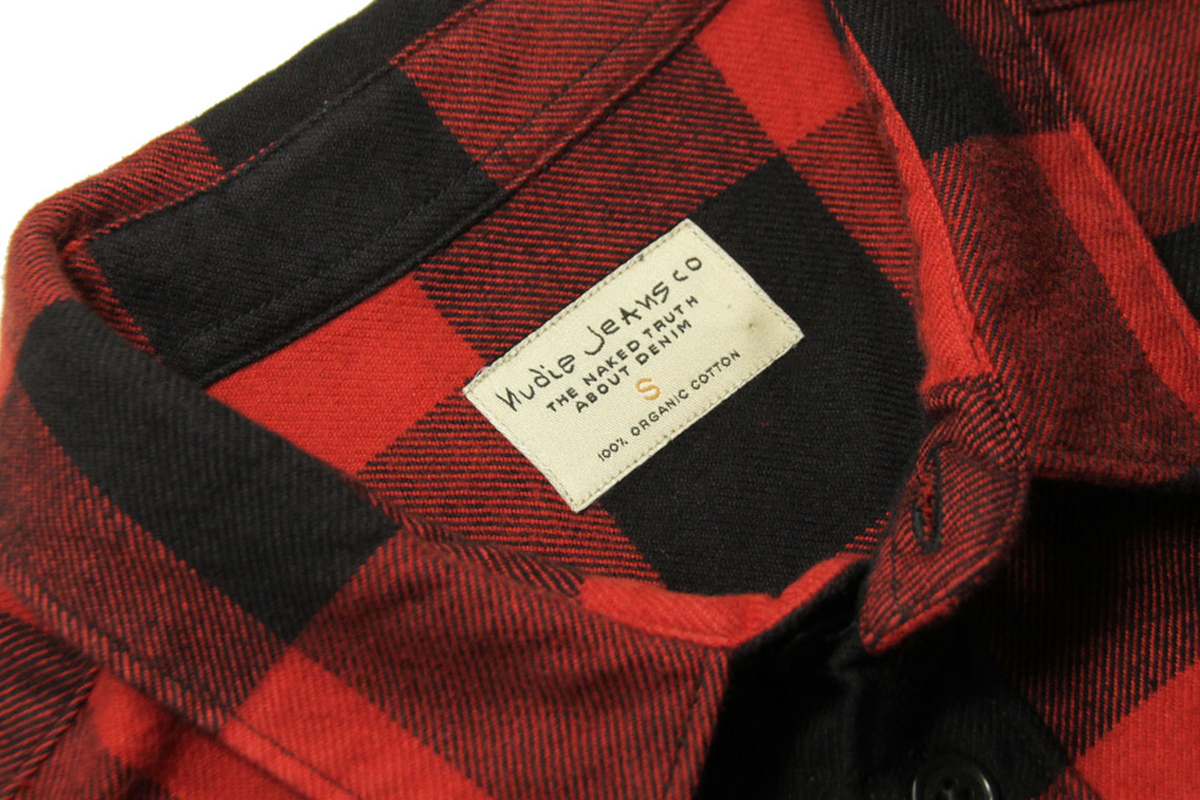 Nudie Jeans co
THE NAKED TRUTH
ABOUT DENIM
S
100% ORGANIC COTTON